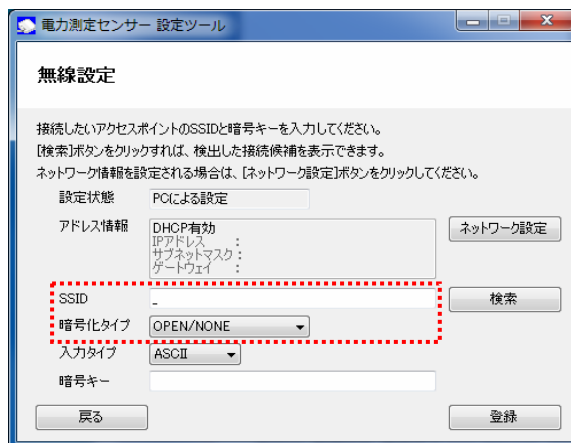 電力測定センサー 設定ツール
無線設定
接続したいアクセスポイントのSSIDと暗号キーを入力してください。
[検索]ボタンをクリックすれば、検出した接続候補を表示できます。
ネットワーク情報を設定される場合は、[ネットワーク設定]ボタンをクリックしてください。
設定状態 PCによる設定
アドレス情報 DHCP有効 ネットワーク設定
IPアドレス :
サブネットマスク :
ゲートウェイ :
SSID _ 検索
暗号化タイプ OPEN/NONE
入力タイプ ASCII
暗号キー
戻る 登録